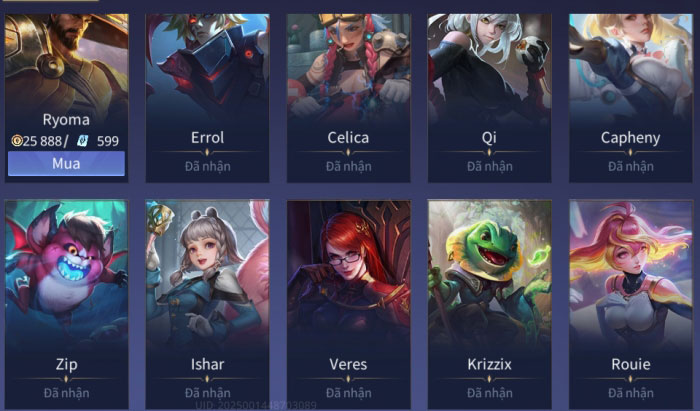 Ryoma Errol Celica Qi Capheny
25 888/ 599 Đã nhận Đã nhận Đã nhận Đã nhận
Mua
Zip Ishar Veres Krizzix Rouie
Đã nhận Đã nhận Đã nhận Đã nhận Đã nhận
UID: 2025001448203089